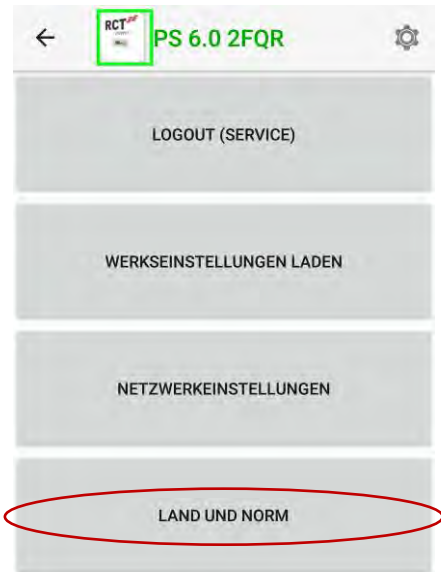 RCT
PS 6.0 2FQR
LOGOUT (SERVICE)
WERKSEINSTELLUNGEN LADEN
NETZWERKEINSTELLUNGEN
LAND UND NORM